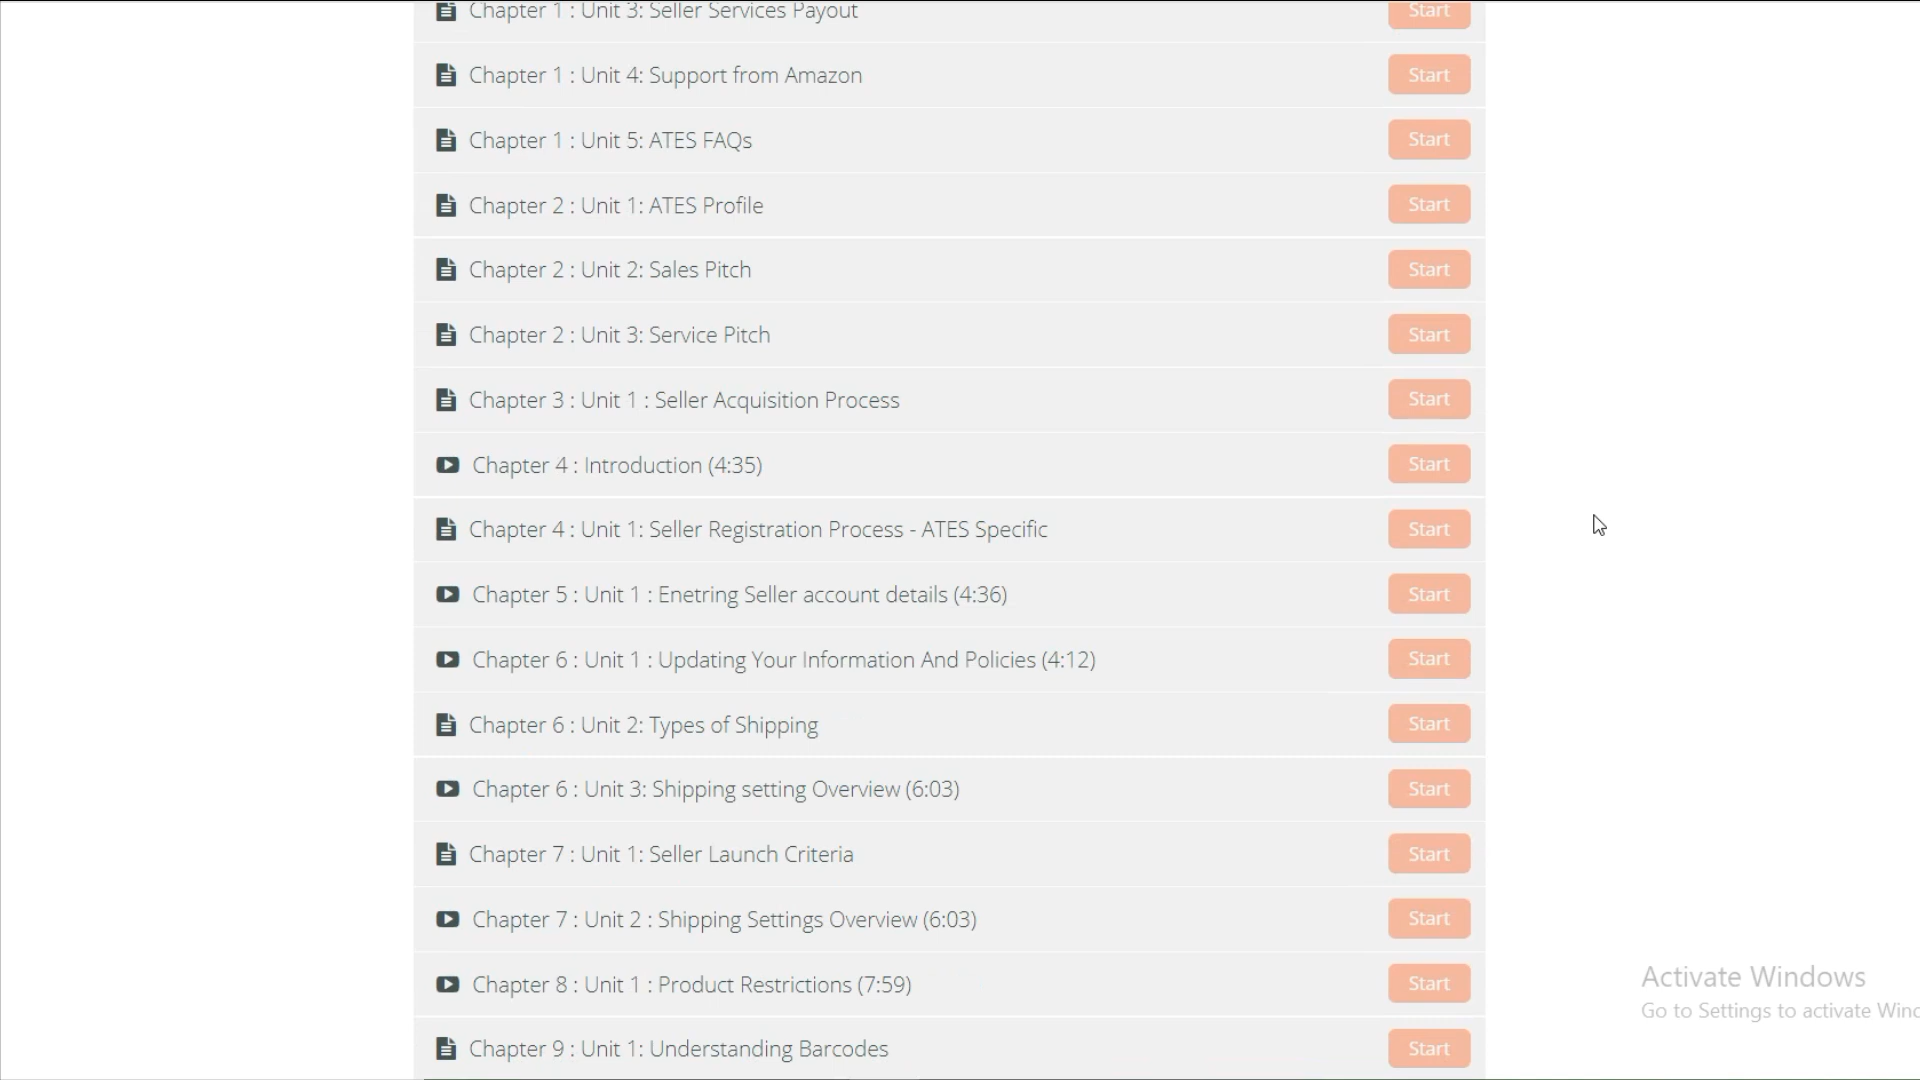 Chapter 1 : Unit 3: Seller Services Payout Start
Chapter 1 : Unit 4: Support from Amazon Start
Chapter 1 : Unit 5: ATES FAQs Start
Chapter 2 : Unit 1: ATES Profile Start
Chapter 2 : Unit 2: Sales Pitch Start
Chapter 2 : Unit 3: Service Pitch Start
Chapter 3 : Unit 1 : Seller Acquisition Process Start
Chapter 4 : Introduction (4:35) Start
Chapter 4 : Unit 1: Seller Registration Process - ATES Specific Start
Chapter 5 : Unit 1 : Enetring Seller account details (4:36) Start
Chapter 6 : Unit 1 : Updating Your Information And Policies (4:12) Start
Chapter 6 : Unit 2: Types of Shipping Start
Chapter 6 : Unit 3: Shipping setting Overview (6:03) Start
Chapter 7 : Unit 1: Seller Launch Criteria Start
Chapter 7 : Unit 2 : Shipping Settings Overview (6:03) Start
Chapter 8 : Unit 1 : Product Restrictions (7:59) Start
Activate Windows
Go to Settings to activate Winc
Chapter 9 : Unit 1: Understanding Barcodes Start